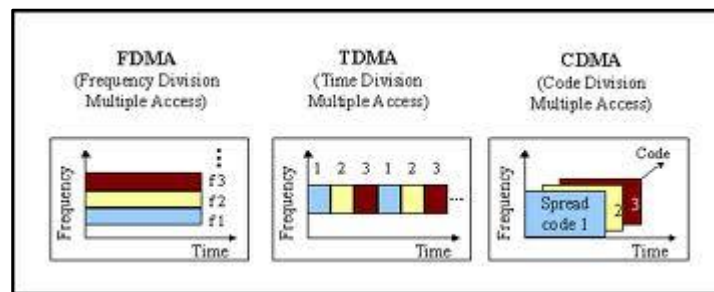 FDMA
(Frequency Division
Multiple Access)
Frequency
f3
f2
f1
Time
TDMA
(Time Division
Multiple Access)
Frequency
1 2 3 1 2 3
...
Time
CDMA
(Code Division
Multiple Access)
Frequency
Code
3
2
Spread
code 1
Time